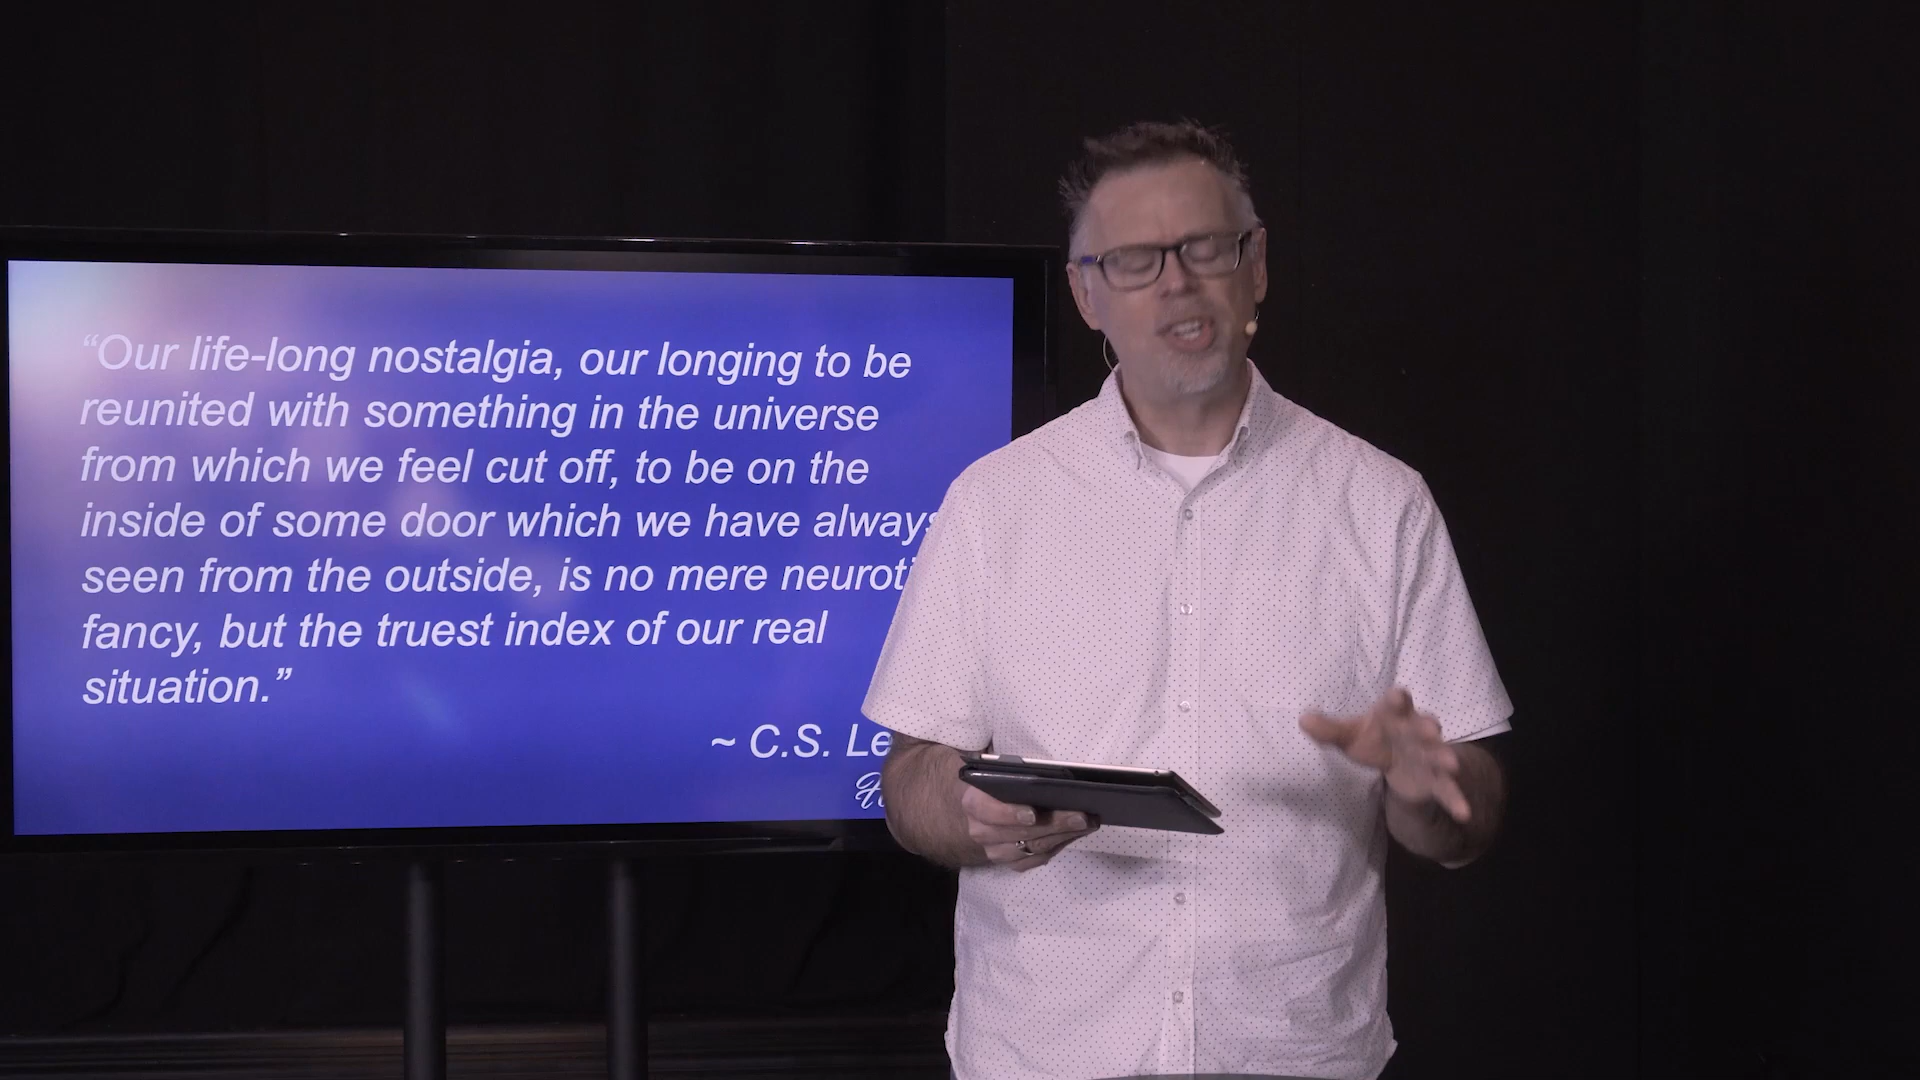 “Our life-long nostalgia, our longing to be
reunited with something in the universe
from which we feel cut off, to be on the
inside of some door which we have always
seen from the outside, is no mere neuroti
fancy, but the truest index of our real
situation.”
~ C.S. Le